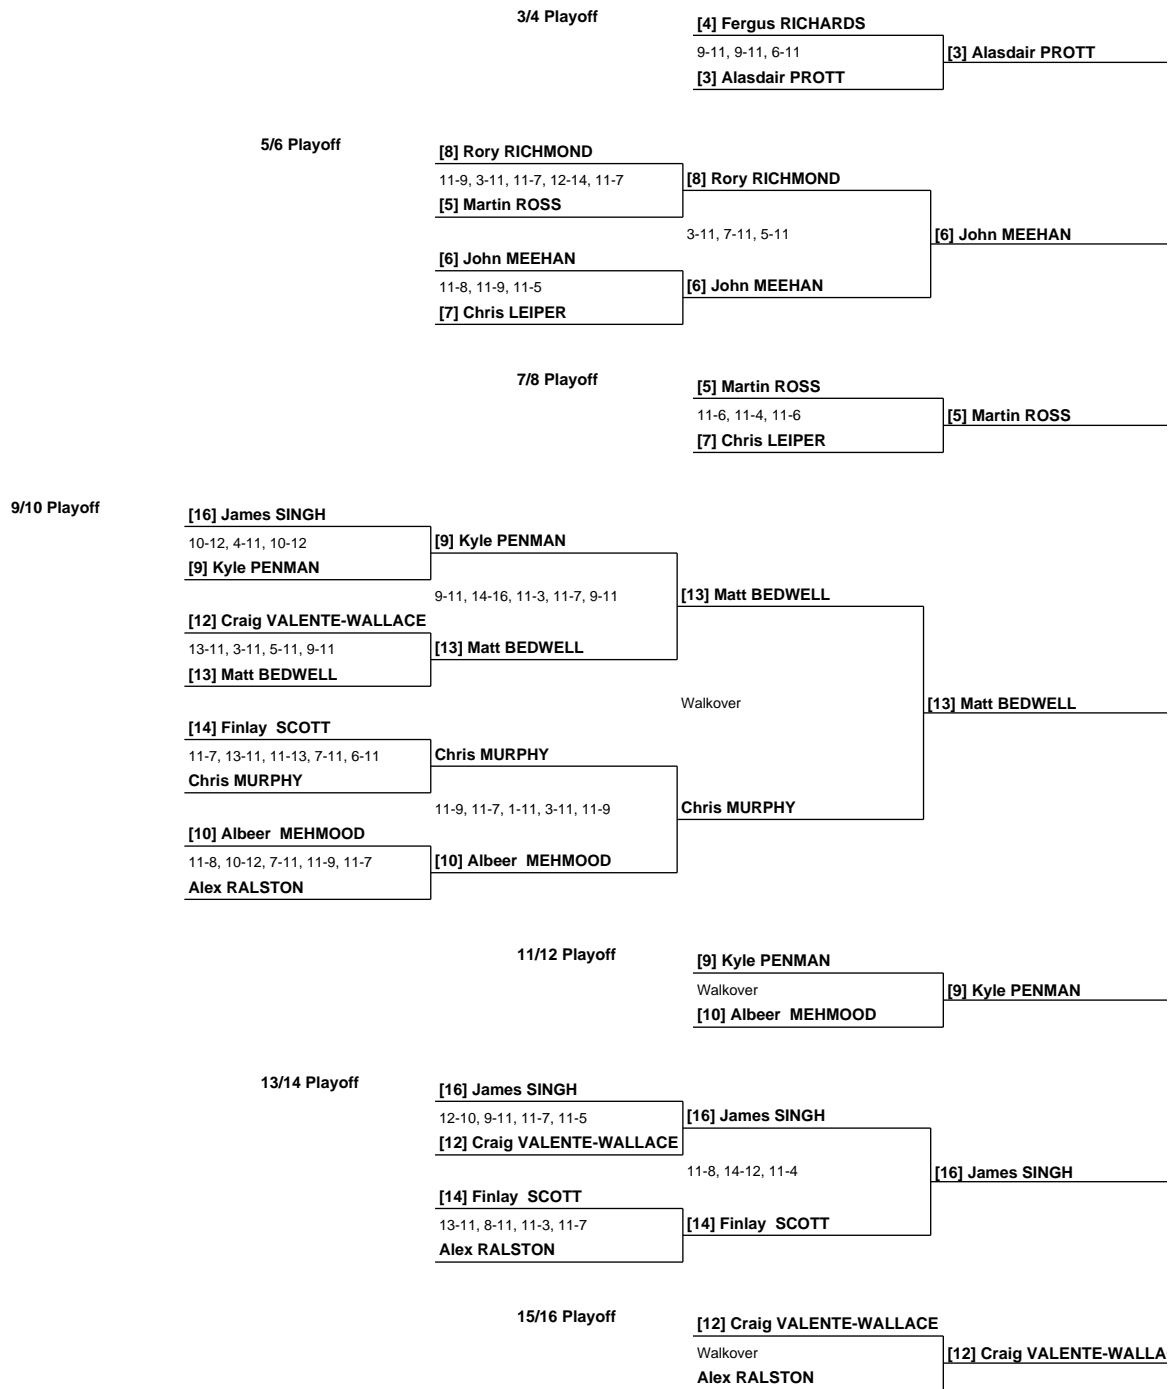 3/4 Playoff
[4] Fergus RICHARDS
9-11, 9-11, 6-11
[3] Alasdair PROTT
[3] Alasdair PROTT
5/6 Playoff
[8] Rory RICHMOND
11-9, 3-11, 11-7, 12-14, 11-7
[8] Rory RICHMOND
[5] Martin ROSS
3-11, 7-11, 5-11
[6] John MEEHAN
[6] John MEEHAN
11-8, 11-9, 11-5
[6] John MEEHAN
[7] Chris LEIPER
7/8 Playoff
[5] Martin ROSS
11-6, 11-4, 11-6
[5] Martin ROSS
[7] Chris LEIPER
9/10 Playoff
[16] James SINGH
10-12, 4-11, 10-12
[9] Kyle PENMAN
[9] Kyle PENMAN
9-11, 14-16, 11-3, 11-7, 9-11
[13] Matt BEDWELL
[12] Craig VALENTE-WALLACE
13-11, 3-11, 5-11, 9-11
[13] Matt BEDWELL
[13] Matt BEDWELL
Walkover
[13] Matt BEDWELL
[14] Finlay SCOTT
11-7, 13-11, 11-13, 7-11, 6-11
Chris MURPHY
Chris MURPHY
11-9, 11-7, 1-11, 3-11, 11-9
Chris MURPHY
[10] Albeer MEHMOOD
11-8, 10-12, 7-11, 11-9, 11-7
[10] Albeer MEHMOOD
Alex RALSTON
11/12 Playoff
[9] Kyle PENMAN
Walkover
[9] Kyle PENMAN
[10] Albeer MEHMOOD
13/14 Playoff
[16] James SINGH
12-10, 9-11, 11-7, 11-5
[16] James SINGH
[12] Craig VALENTE-WALLACE
11-8, 14-12, 11-4
[16] James SINGH
[14] Finlay SCOTT
13-11, 8-11, 11-3, 11-7
[14] Finlay SCOTT
Alex RALSTON
15/16 Playoff
[12] Craig VALENTE-WALLACE
Walkover
[12] Craig VALENTE-WALLA
Alex RALSTON